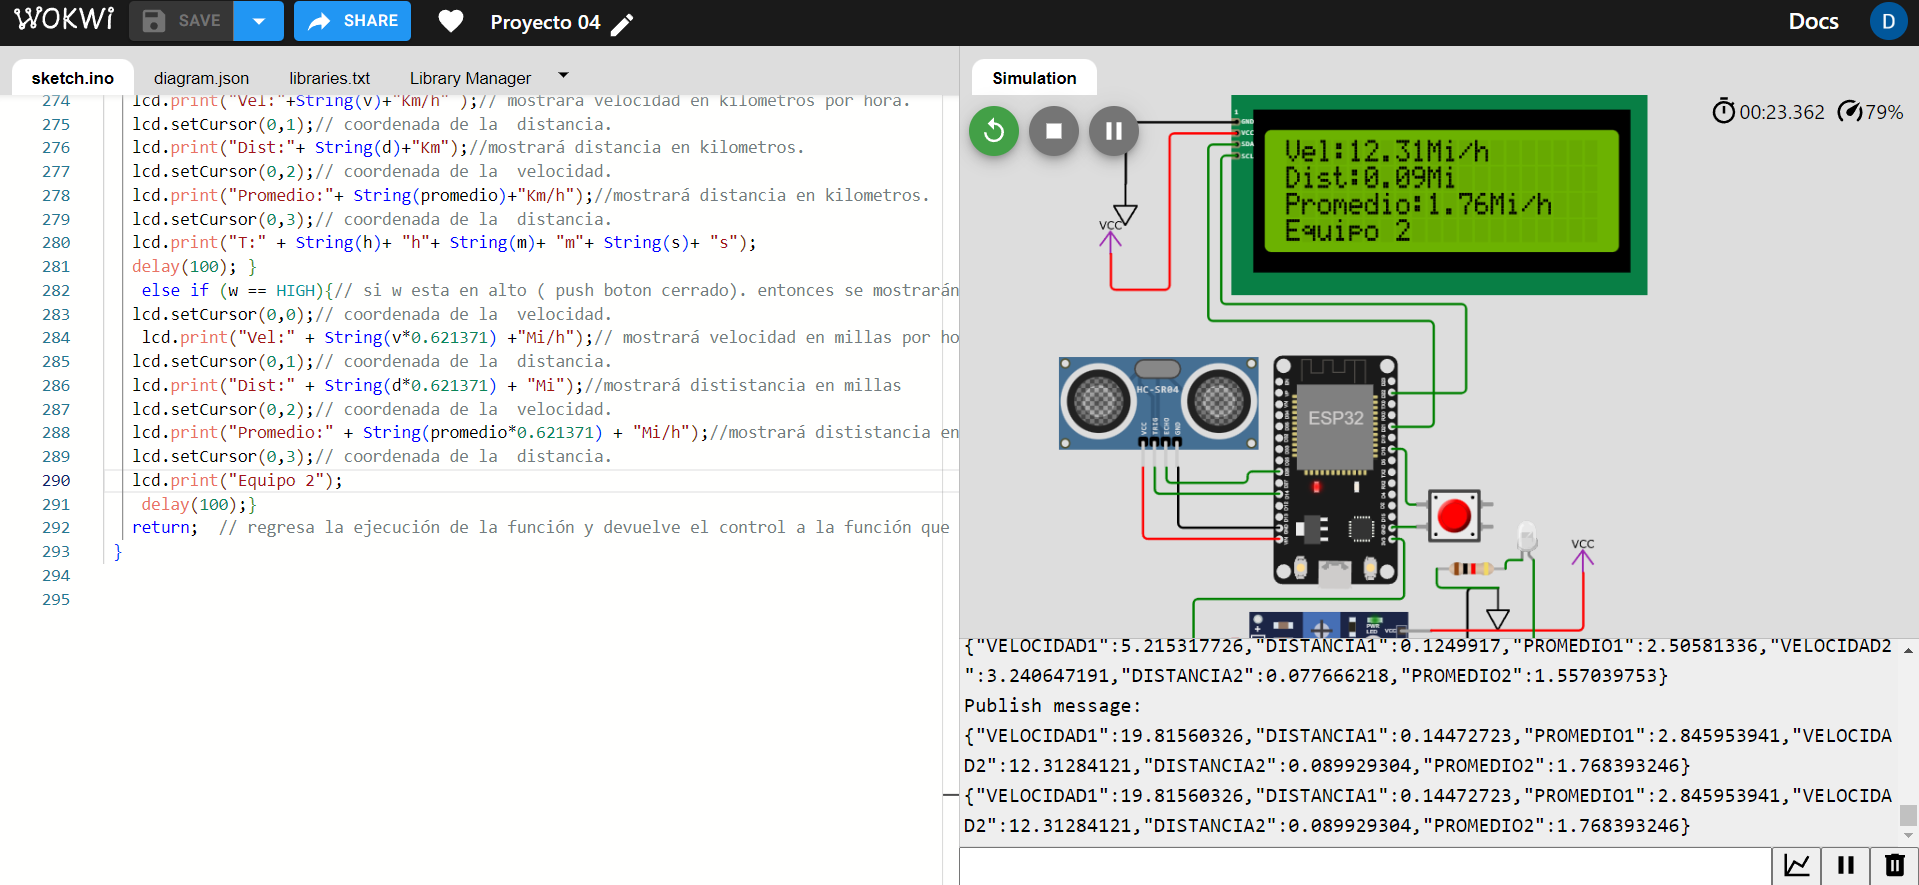 WOKWi
SAVE
SHARE
Proyecto 04
Docs
D
sketch.ino
diagram.json
libraries.txt
Library Manager
Simulation
274 lcd.print("Vel:"+String(v)+"Km/h" );// mostrará velocidad en kilometros por hora.
275 lcd.setCursor(0,1);// coordenada de la  distancia.
276 lcd.print("Dist:"+ String(d)+"Km");//mostrará distancia en kilometros.
277 lcd.setCursor(0,2);// coordenada de la  velocidad.
278 lcd.print("Promedio:"+ String(promedio)+"Km/h");//mostrará distancia en kilometros.
279 lcd.setCursor(0,3);// coordenada de la  distancia.
280 lcd.print("T:" + String(h)+ "h"+ String(m)+ "m"+ String(s)+ "s");
281 delay(100); }
282 else if (w == HIGH){// si w esta en alto ( push boton cerrado). entonces se mostrarán
283 lcd.setCursor(0,0);// coordenada de la  velocidad.
284 lcd.print("Vel:" + String(v*0.621371) +"Mi/h");// mostrará velocidad en millas por ho
285 lcd.setCursor(0,1);// coordenada de la  distancia.
286 lcd.print("Dist:" + String(d*0.621371) + "Mi");//mostrará dististancia en millas
287 lcd.setCursor(0,2);// coordenada de la  velocidad.
288 lcd.print("Promedio:" + String(promedio*0.621371) + "Mi/h");//mostrará dististancia en
289 lcd.setCursor(0,3);// coordenada de la  distancia.
290 lcd.print("Equipo 2");
291 delay(100);}
292 return;  // regresa la ejecución de la función y devuelve el control a la función que
293 }
294
295
00:23.362
79%
1
GND
VCC
SDA
SCL
Vel:12.31Mi/h
Dist:0.09Mi
Promedio:1.76Mi/h
Equipo 2
VCC
HC-SR04
VCC
TRIG
ECHO
GND
ESP32
VCC
PWR
LED
VCC
{"VELOCIDAD1":5.215317726,"DISTANCIA1":0.1249917,"PROMEDIO1":2.50581336,"VELOCIDAD2
":3.240647191,"DISTANCIA2":0.077666218,"PROMEDIO2":1.557039753}
Publish message:
{"VELOCIDAD1":19.81560326,"DISTANCIA1":0.14472723,"PROMEDIO1":2.845953941,"VELOCIDA
D2":12.31284121,"DISTANCIA2":0.089929304,"PROMEDIO2":1.768393246}
{"VELOCIDAD1":19.81560326,"DISTANCIA1":0.14472723,"PROMEDIO1":2.845953941,"VELOCIDA
D2":12.31284121,"DISTANCIA2":0.089929304,"PROMEDIO2":1.768393246}